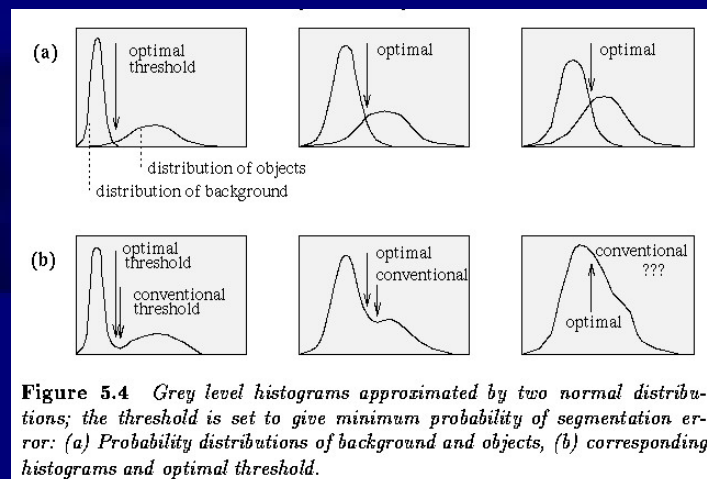 (a)
optimal
threshold
distribution of objects
distribution of background
optimal
optimal
(b)
optimal
threshold
conventional
threshold
optimal
conventional
conventional
???
optimal
Figure 5.4 Grey level histograms approximated by two normal distribu-
tions; the threshold is set to give minimum probability of segmentation er-
ror: (a) Probability distributions of background and objects, (b) corresponding
histograms and optimal threshold.